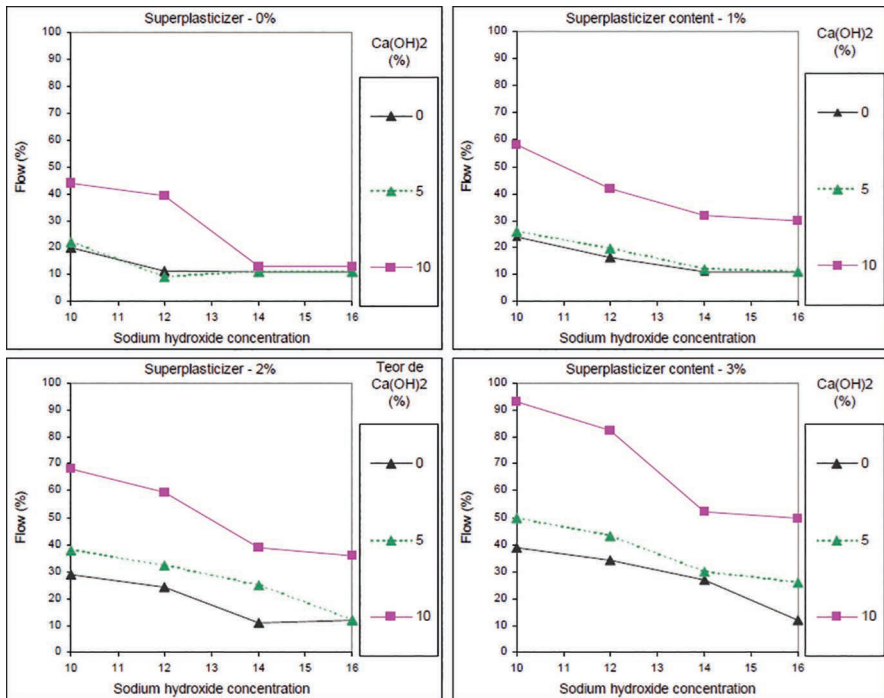 Superplasticizer - 0%
Ca(OH)2
(%)
100
90
80
70
60
50
40
30
20
10
0
Flow (%)
10 11 12 13 14 15 16
Sodium hydroxide concentration
0
5
10
Superplasticizer content - 1%
Ca(OH)2
(%)
100
90
80
70
60
50
40
30
20
10
0
Flow (%)
10 11 12 13 14 15 16
Sodium hydroxide concentration
0
5
10
Superplasticizer - 2%
Teor de
Ca(OH)2
(%)
100
90
80
70
60
50
40
30
20
10
0
Flow (%)
10 11 12 13 14 15 16
Sodium hydroxide concentration
0
5
10
Superplasticizer content - 3%
Ca(OH)2
(%)
100
90
80
70
60
50
40
30
20
10
0
Flow (%)
10 11 12 13 14 15 16
Sodium hydroxide concentration
0
5
10